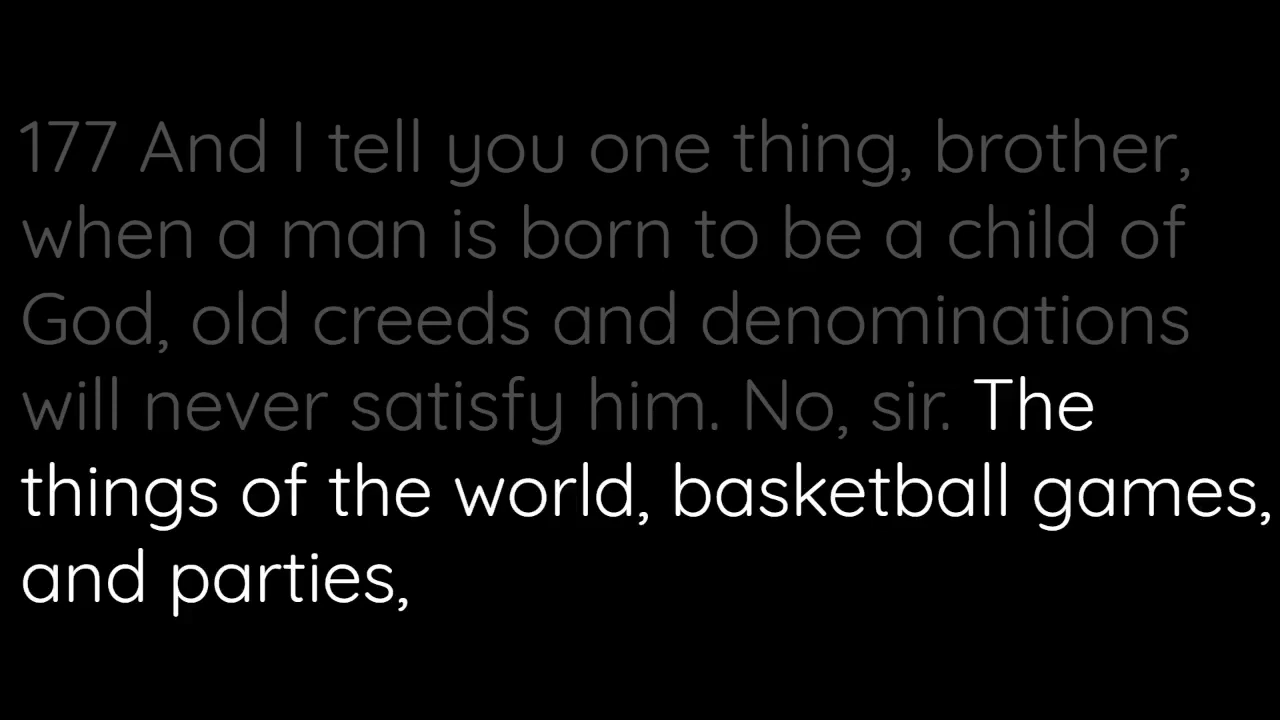 177 And I tell you one thing, brother,
when a man is born to be a child of
God, old creeds and denominations
will never satisfy him. No, sir. The
things of the world, basketball games,
and parties,